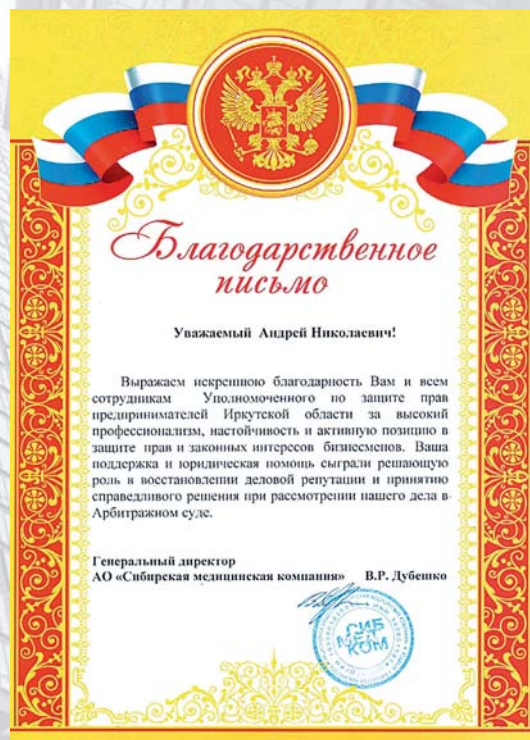 Благодарственное
письмо
Уважаемый Андрей Николаевич!
Выражаем искреннюю благодарность Вам и всем
сотрудникам Уполномоченного по защите прав
предпринимателей Иркутской области за высокий
профессионализм, настойчивость и активную позицию в
защите прав и законных интересов бизнесменов. Ваша
поддержка и юридическая помощь сыграли решающую
роль в восстановлении деловой репутации и принятию
справедливого решения при рассмотрении нашего дела в
Арбитражном суде.
Генеральный директор
АО «Сибирская медицинская компания» В.Р. Дубешко
СИБ
МЕД
КОМ